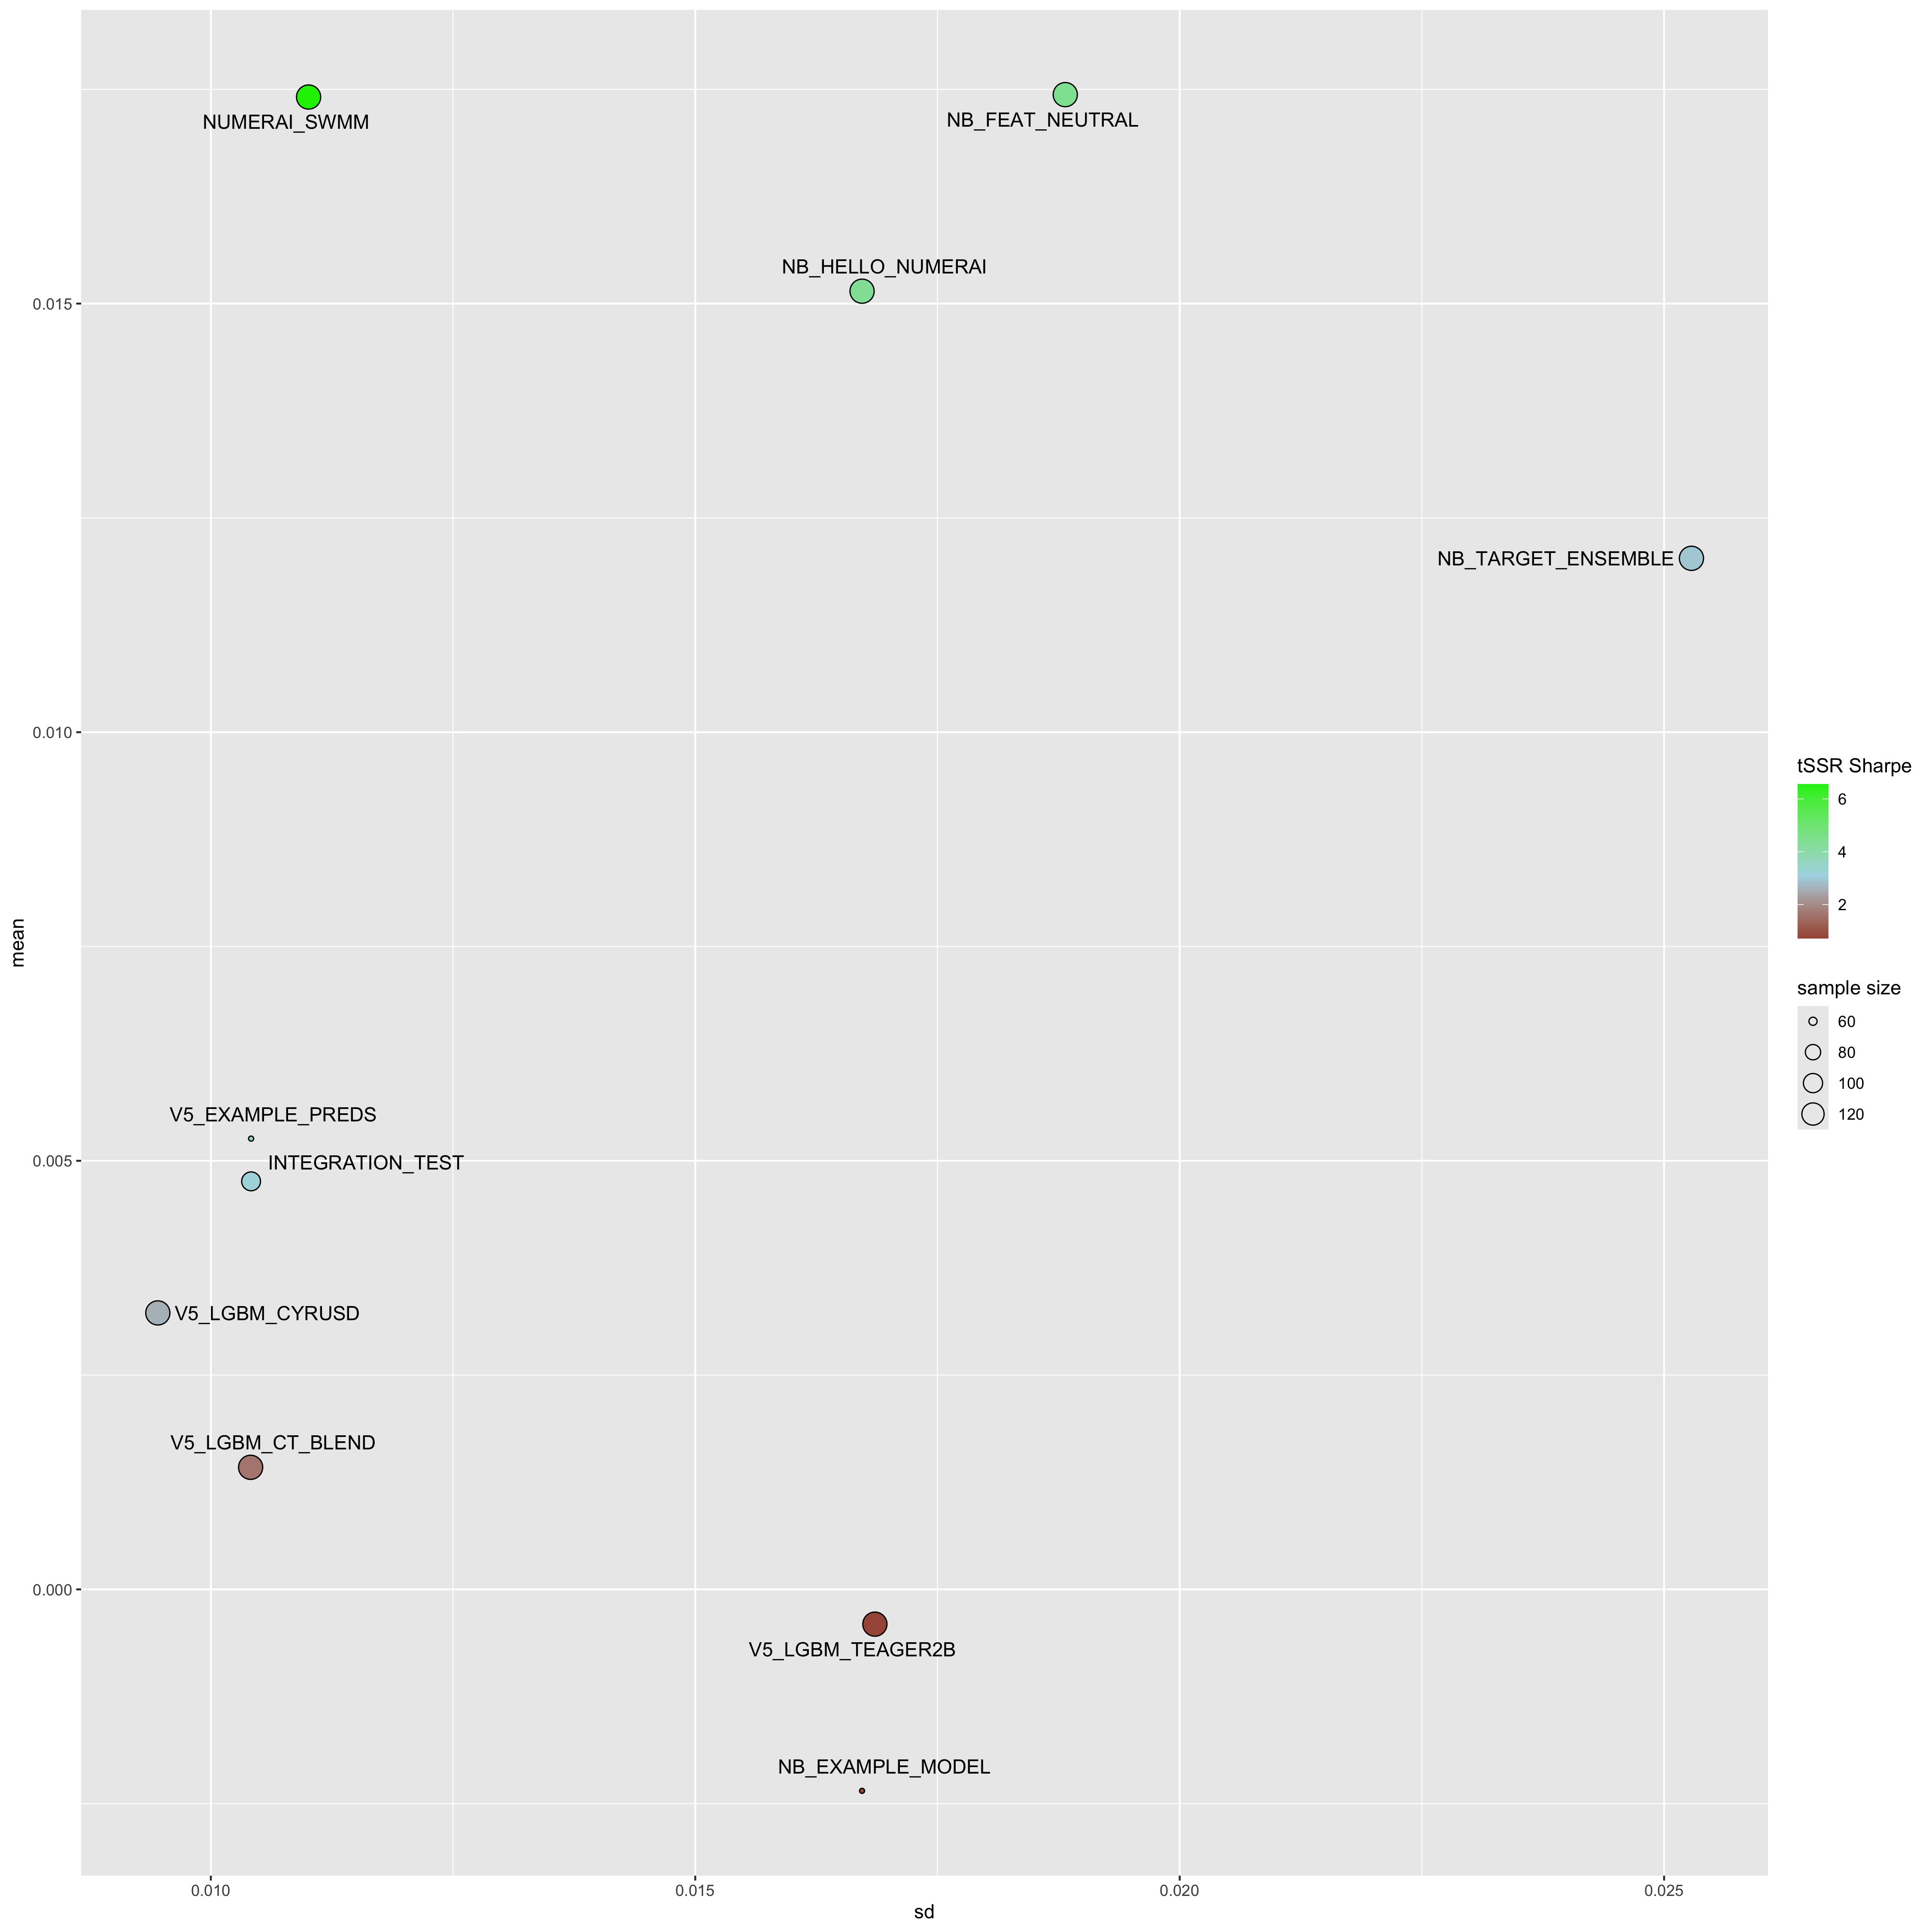 NUMERAI_SWMM
NB_FEAT_NEUTRAL
NB_HELLO_NUMERAI
0.015
NB_TARGET_ENSEMBLE
0.010
tSSR Sharpe
6
4
2
mean
sample size
60
80
100
120
V5_EXAMPLE_PREDS
INTEGRATION_TEST
0.005
V5_LGBM_CYRUSD
V5_LGBM_CT_BLEND
0.000
V5_LGBM_TEAGER2B
NB_EXAMPLE_MODEL
0.010
0.015
0.020
0.025
sd